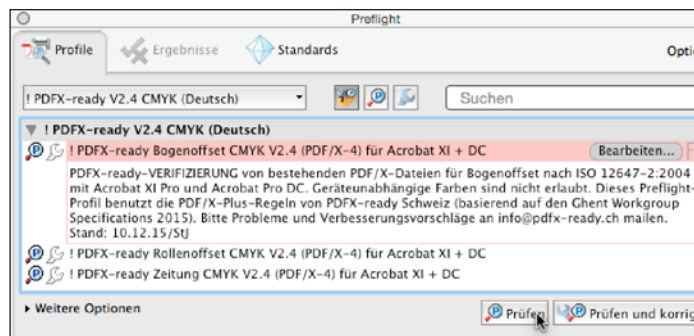 Preflight
Profile Ergebnisse Standards
! PDFX-ready V2.4 CMYK (Deutsch) Suchen
! PDFX-ready V2.4 CMYK (Deutsch)
! PDFX-ready Bogenoffset CMYK V2.4 (PDF/X-4) für Acrobat XI + DC Bearbeiten...
PDFX-ready-VERIFIZIERUNG von bestehenden PDF/X-Dateien für Bogenoffset nach ISO 12647-2:2004
mit Acrobat XI Pro und Acrobat Pro DC. Geräteunabhängige Farben sind nicht erlaubt. Dieses Preflight-
Profil benutzt die PDF/X-Plus-Regeln von PDFX-ready Schweiz (basierend auf den Ghent Workgroup
Specifications 2015). Bitte Probleme und Verbesserungsvorschläge an info@pdfx-ready.ch mailen.
Stand: 10.12.15/StJ
! PDFX-ready Rollenoffset CMYK V2.4 (PDF/X-4) für Acrobat XI + DC
! PDFX-ready Zeitung CMYK V2.4 (PDF/X-4) für Acrobat XI + DC
Weitere Optionen Prüfen Prüfen und